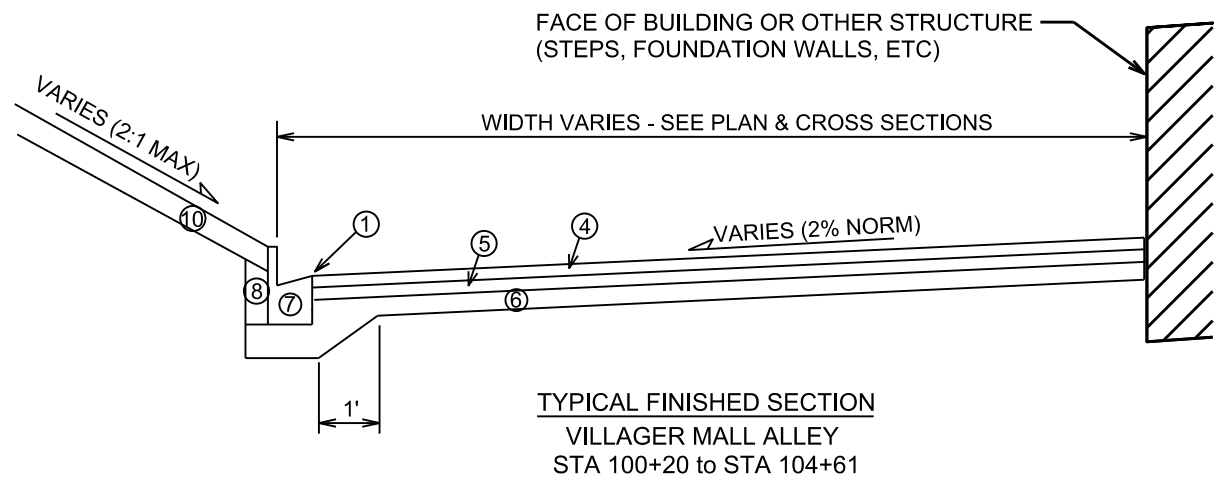 FACE OF BUILDING OR OTHER STRUCTURE
(STEPS, FOUNDATION WALLS, ETC)
VARIES (2:1 MAX)
WIDTH VARIES - SEE PLAN & CROSS SECTIONS
10
1
5
4
VARIES (2% NORM)
8
7
6
1'
TYPICAL FINISHED SECTION
VILLAGER MALL ALLEY
STA 100+20 to STA 104+61